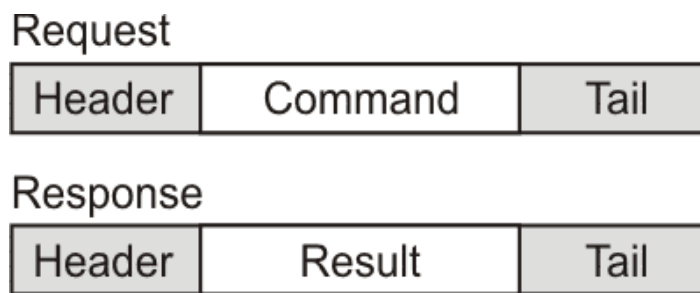 Request
Header Command Tail
Response
Header Result Tail